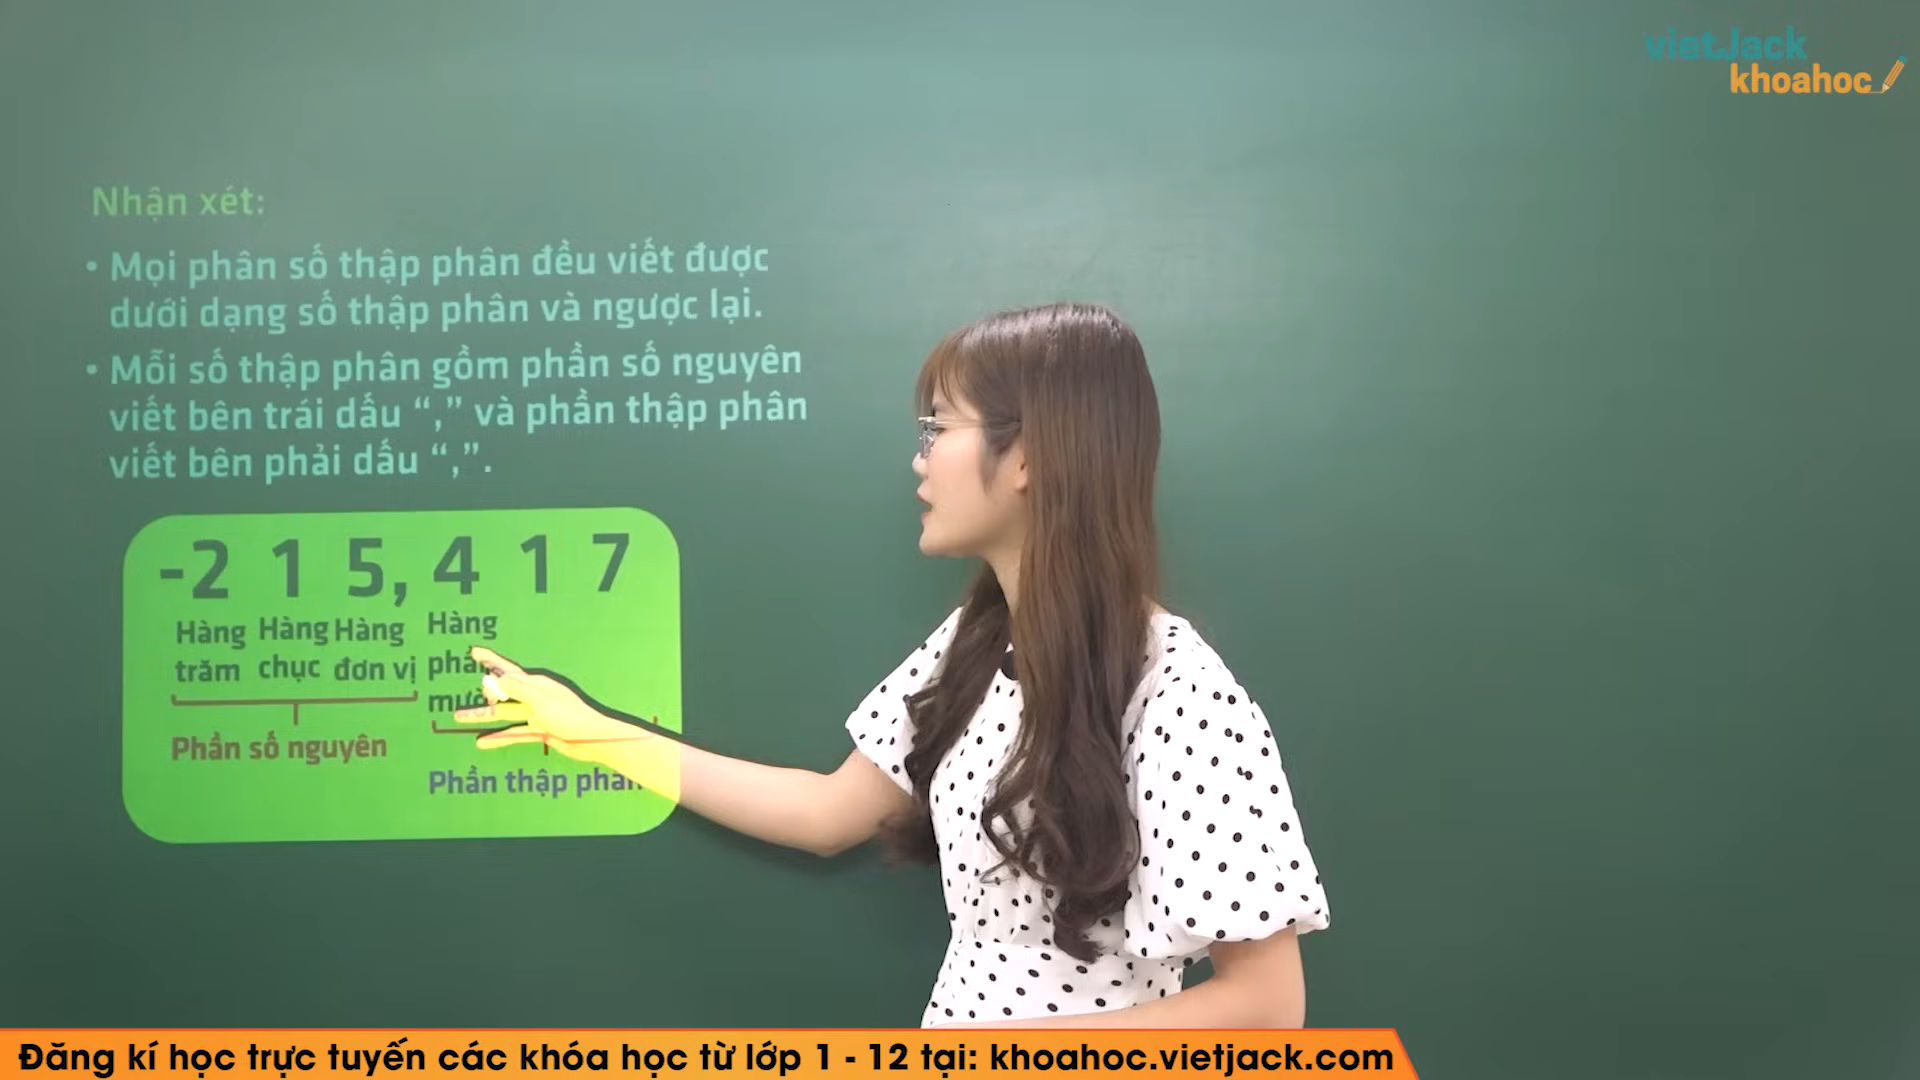 vietJack
khoahoc
Nhận xét:
• Mọi phân số thập phân đều viết được
dưới dạng số thập phân và ngược lại.
• Mỗi số thập phân gồm phần số nguyên
viết bên trái dấu “,” và phần thập phân
viết bên phải dấu “,”.
-2 1 5, 4 1 7
Hàng Hàng Hàng Hàng
trăm chục đơn vị
Phần số nguyên
Phần thập
Đăng kí học trực tuyến các khóa học từ lớp 1 - 12 tại: khoahoc.vietjack.com